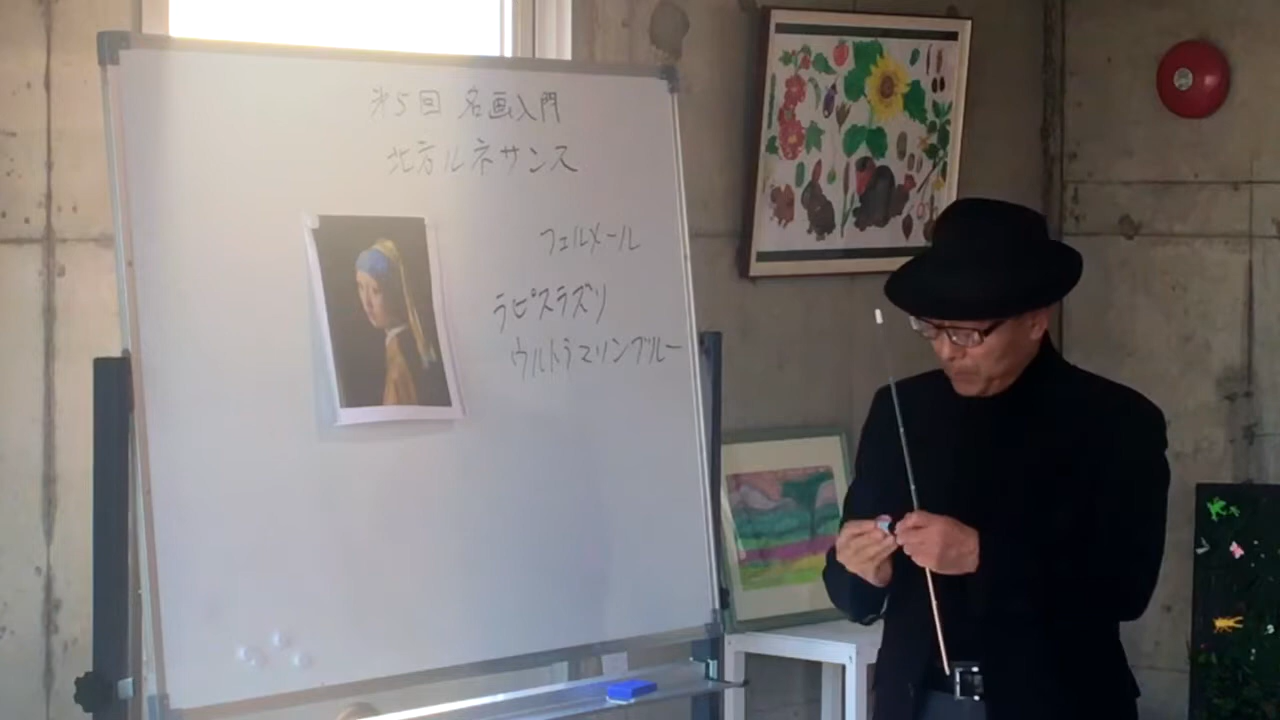 第5回 名画入門
北方ルネサンス
フェルメール
ラピスラズリ
ウルトラマリンブルー